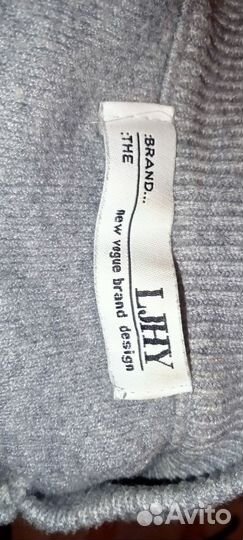 :BRAND...
:THE
LJHY
new vogue brand design
Avito